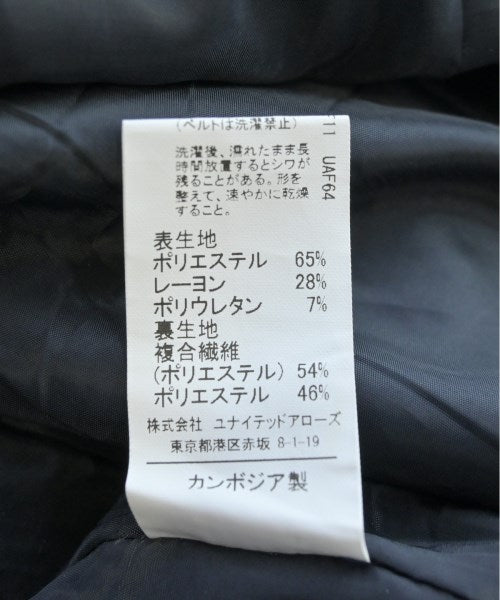 (ベルトは洗濯禁止)
洗濯後、濡れたまま長
時間放置するとシワが
残ることがある。形を
整えて、速やかに乾燥
すること。
表生地
ポリエステル 65%
レーヨン 28%
ポリウレタン 7%
裏生地
複合繊維
(ポリエステル) 54%
ポリエステル 46%
株式会社 ユナイテッドアローズ
東京都港区赤坂 8-1-19
カンボジア製
UAF64